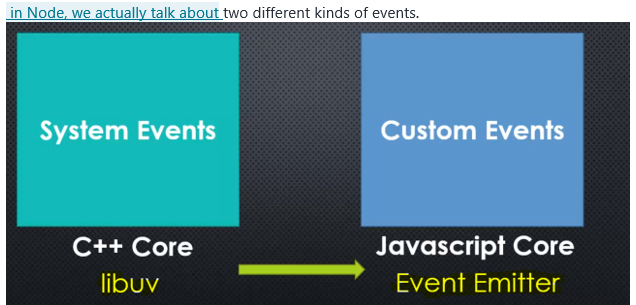 in Node, we actually talk about two different kinds of events.
System Events
Custom Events
C++ Core
Javascript Core
libuv
Event Emitter